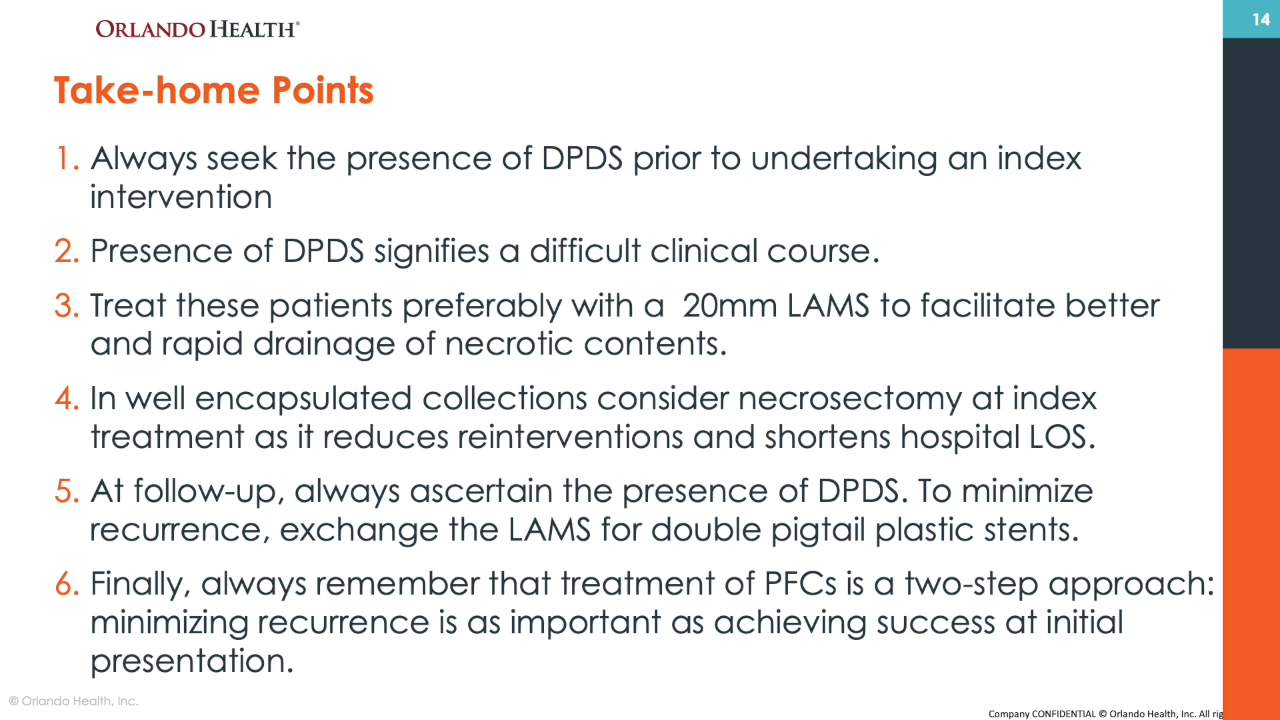 ORLANDO HEALTH®
14
Take-home Points
1. Always seek the presence of DPDS prior to undertaking an index
intervention
2. Presence of DPDS signifies a difficult clinical course.
3. Treat these patients preferably with a  20mm LAMS to facilitate better
and rapid drainage of necrotic contents.
4. In well encapsulated collections consider necrosectomy at index
treatment as it reduces reinterventions and shortens hospital LOS.
5. At follow-up, always ascertain the presence of DPDS. To minimize
recurrence, exchange the LAMS for double pigtail plastic stents.
6. Finally, always remember that treatment of PFCs is a two-step approach:
minimizing recurrence is as important as achieving success at initial
presentation.
© Orlando Health, Inc.
Company CONFIDENTIAL © Orlando Health, Inc. All rig